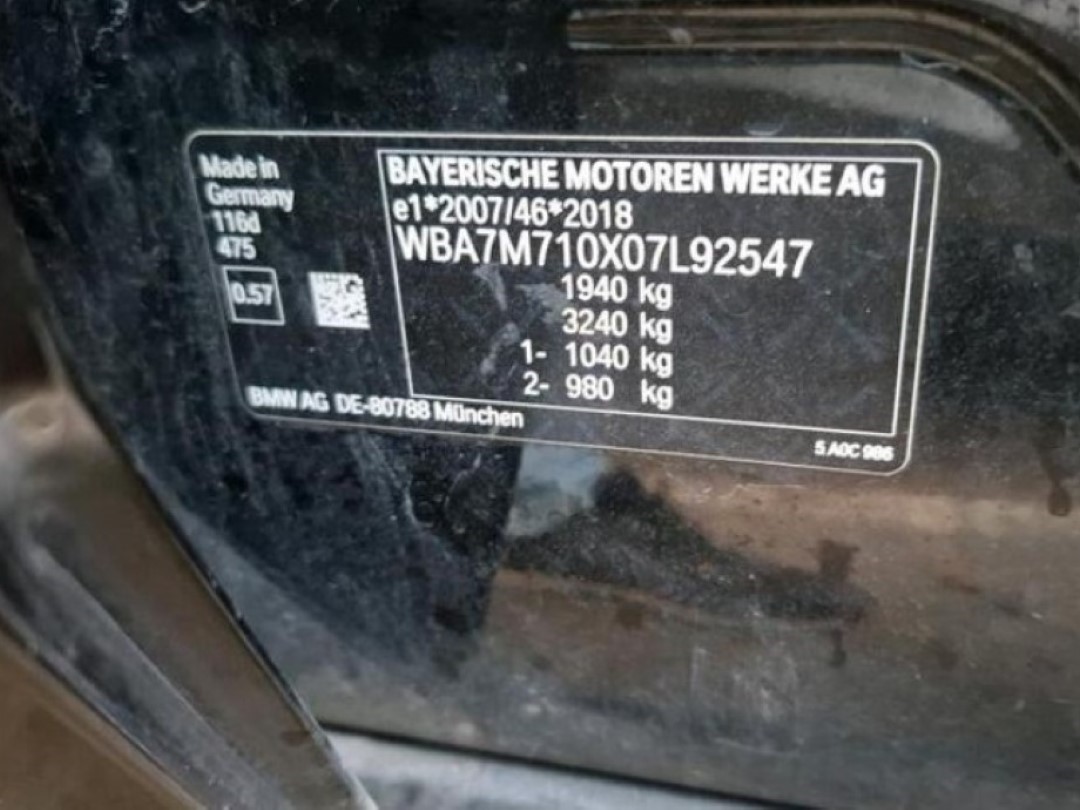 Made in
Germany
116d
475
0.57
BAYERISCHE MOTOREN WERKE AG
e1*2007/46*2018
WBA7M710X07L92547
1940 kg
3240 kg
1- 1040 kg
2- 980 kg
BMW AG DE-80788 München
5 A0C 986